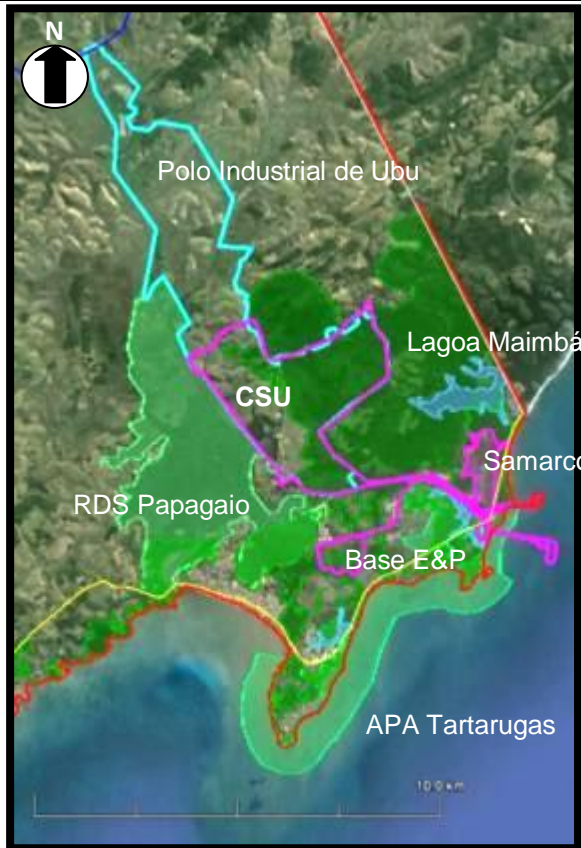 N
Polo Industrial de Ubu
Lagoa Maimbá
CSU
Samarco
RDS Papagaio
Base E&P
APA Tartarugas
10.0 km